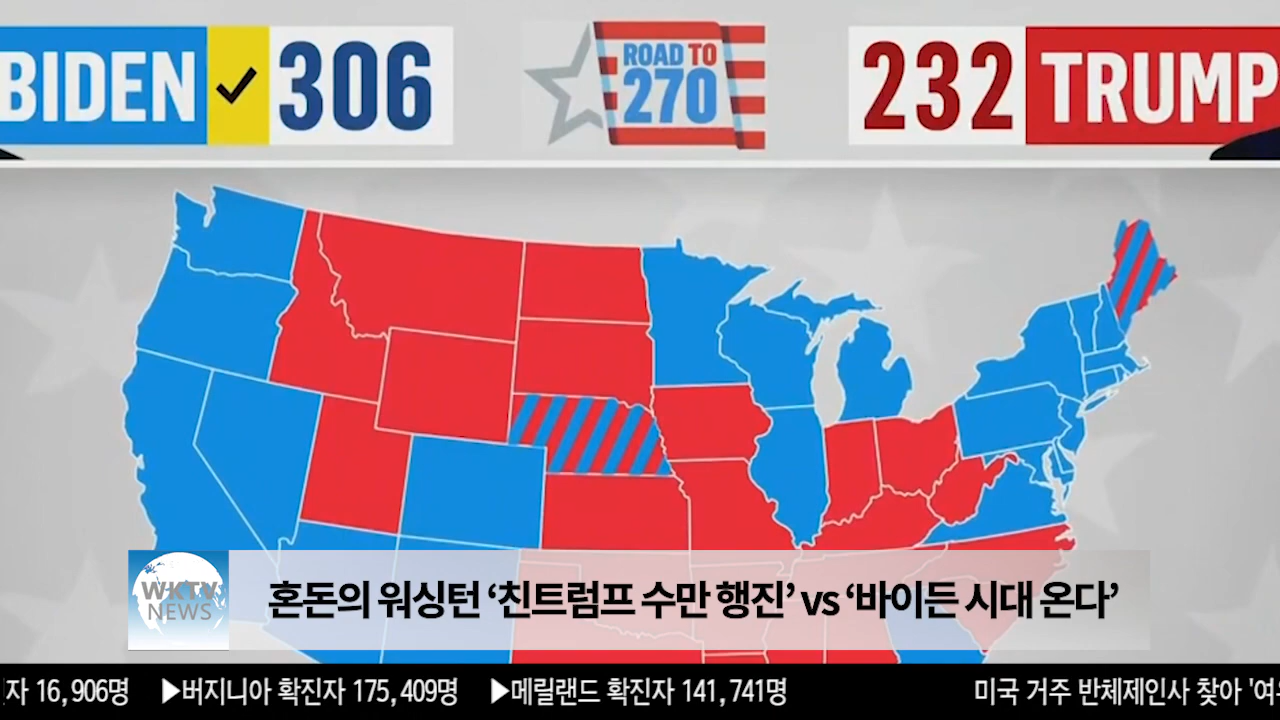 BIDEN ✓ 306
ROAD TO
270
232 TRUMP
WKTV
NEWS
혼돈의 워싱턴 ‘친트럼프 수만 행진’ vs ‘바이든 시대 온다’
자 16,906명 ▶버지니아 확진자 175,409명 ▶메릴랜드 확진자 141,741명 미국 거주 반체제인사 찾아 '여